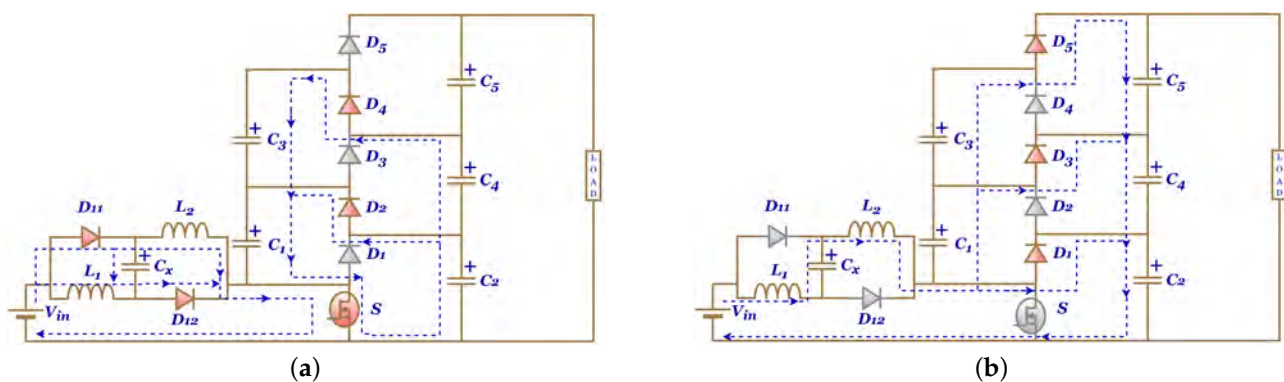 D5
+
C5
D4
+
C3
D3
+
C4
LOAD
D11
L2
D2
+
C1
D1
+
C2
L1
+
Cx
Vin
D12
S
(a)
D5
+
C5
D4
+
C3
D3
+
C4
LOAD
D11
L2
D2
+
C1
D1
+
C2
L1
+
Cx
Vin
D12
S
(b)